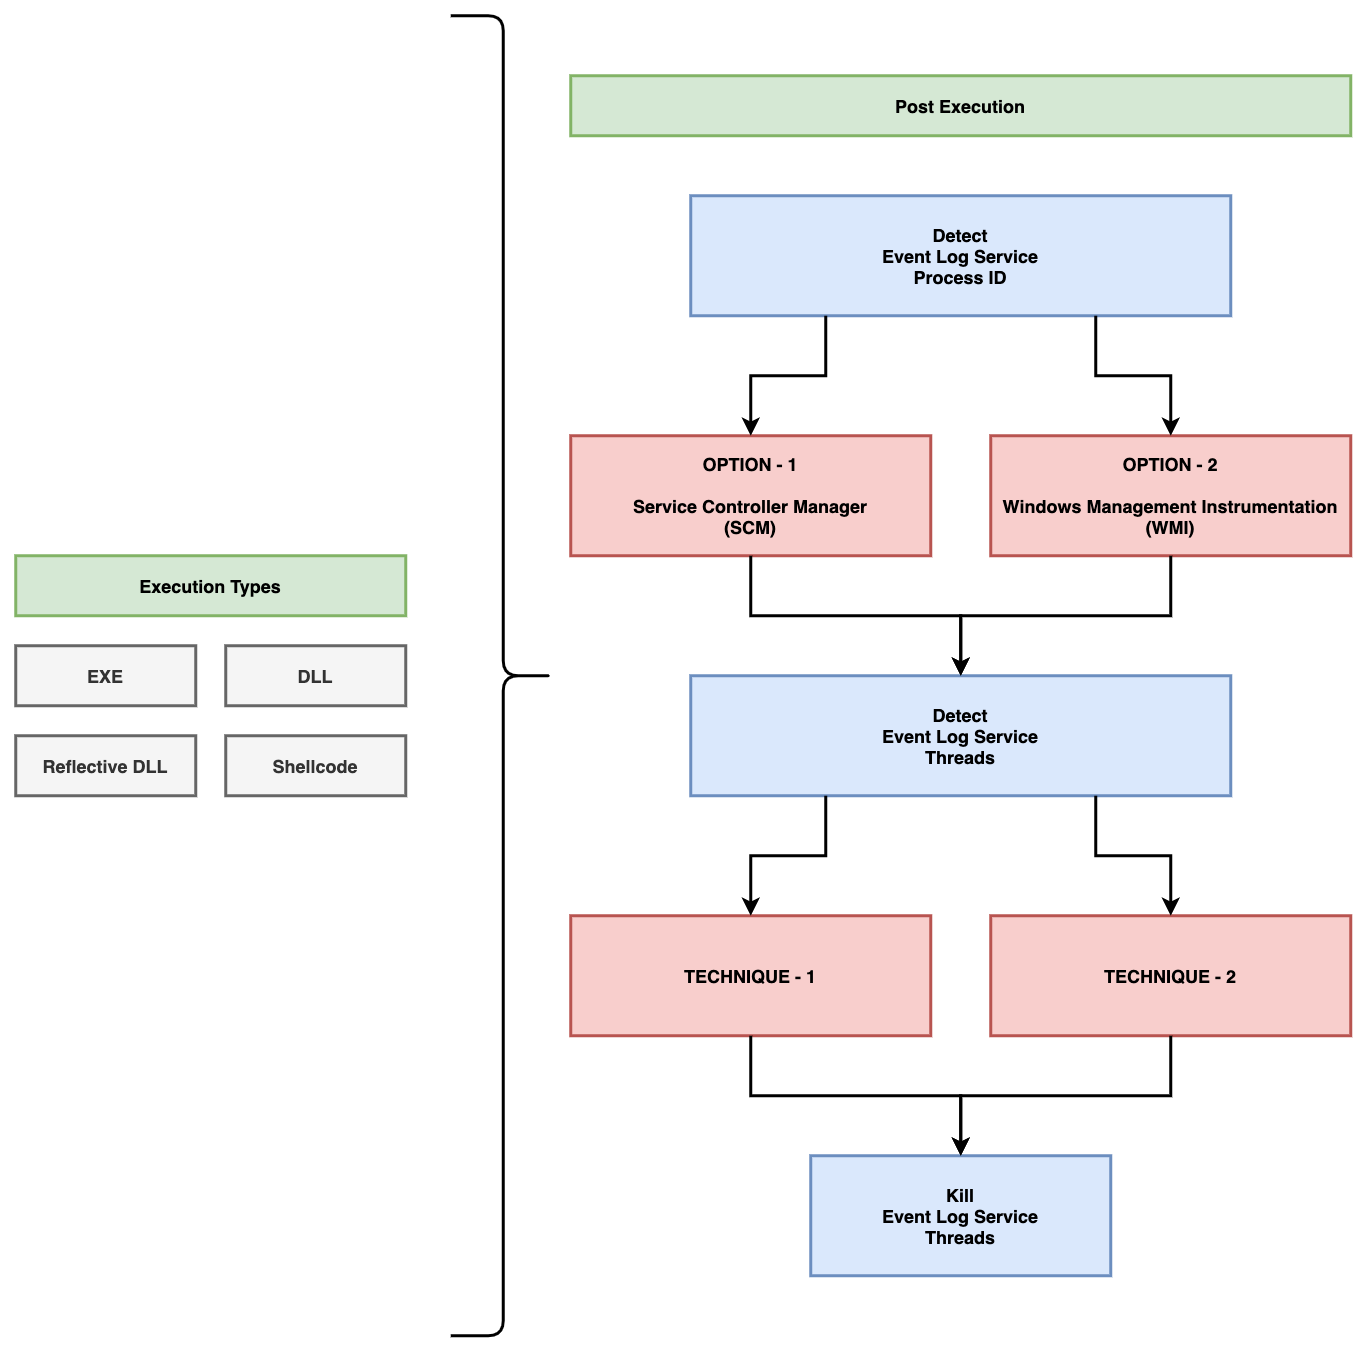 Post Execution
Detect
Event Log Service
Process ID
OPTION - 1
Service Controller Manager
(SCM)
OPTION - 2
Windows Management Instrumentation
(WMI)
Execution Types
EXE
DLL
Reflective DLL
Shellcode
Detect
Event Log Service
Threads
TECHNIQUE - 1
TECHNIQUE - 2
Kill
Event Log Service
Threads